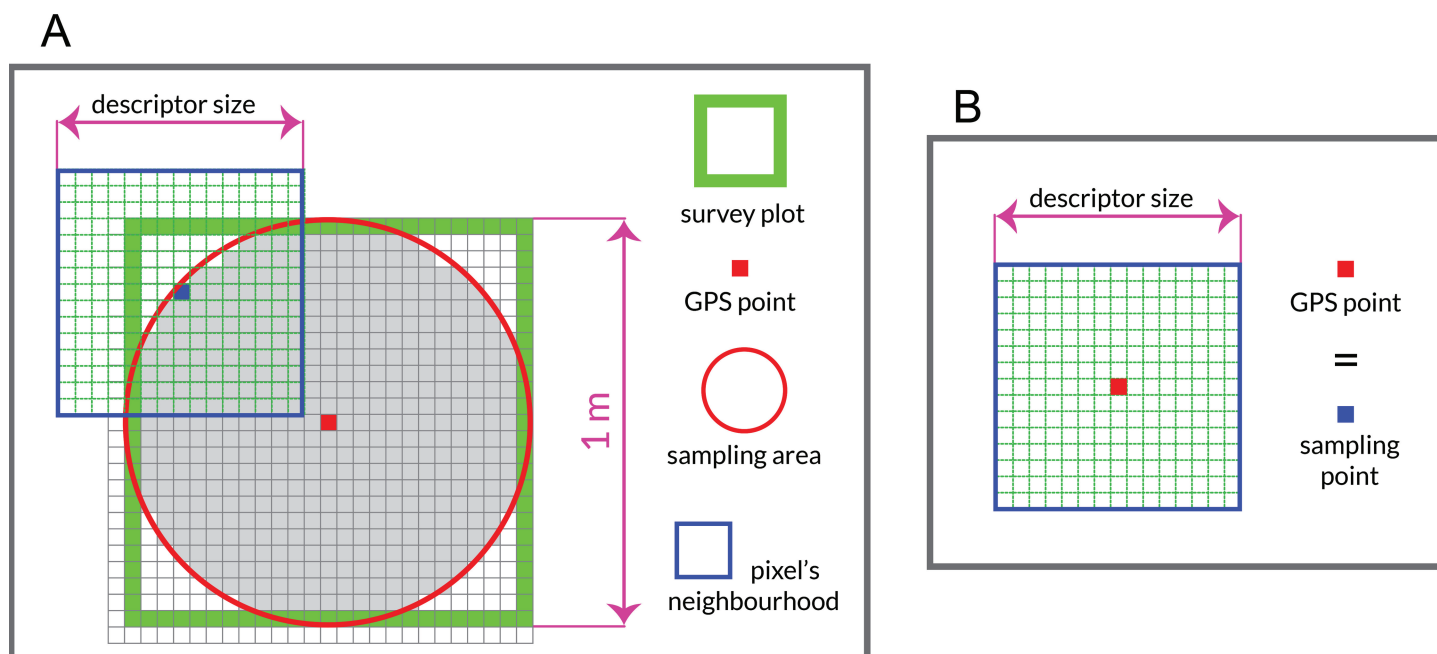 A
descriptor size
survey plot
GPS point
sampling area
pixel's
neighbourhood
1 m
B
descriptor size
GPS point
=
sampling
point